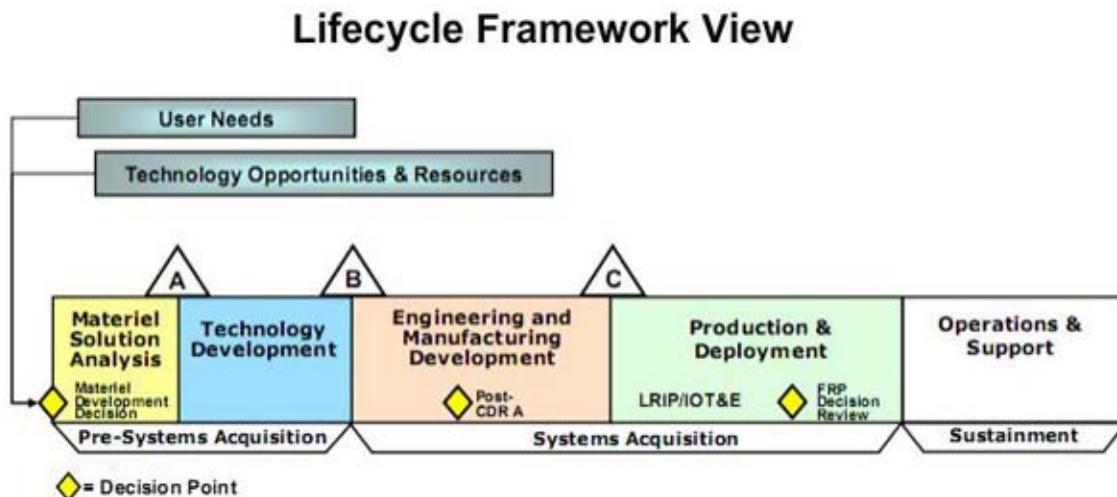 Lifecycle Framework View
User Needs
Technology Opportunities & Resources
A
B
C
Materiel
Solution
Analysis
Materiel
Development
Decision
Technology
Development
Engineering and
Manufacturing
Development
Post-
CDR A
Production &
Deployment
LRIP/IOT&E
FRP
Decision
Review
Operations &
Support
Pre-Systems Acquisition
Systems Acquisition
Sustainment
= Decision Point